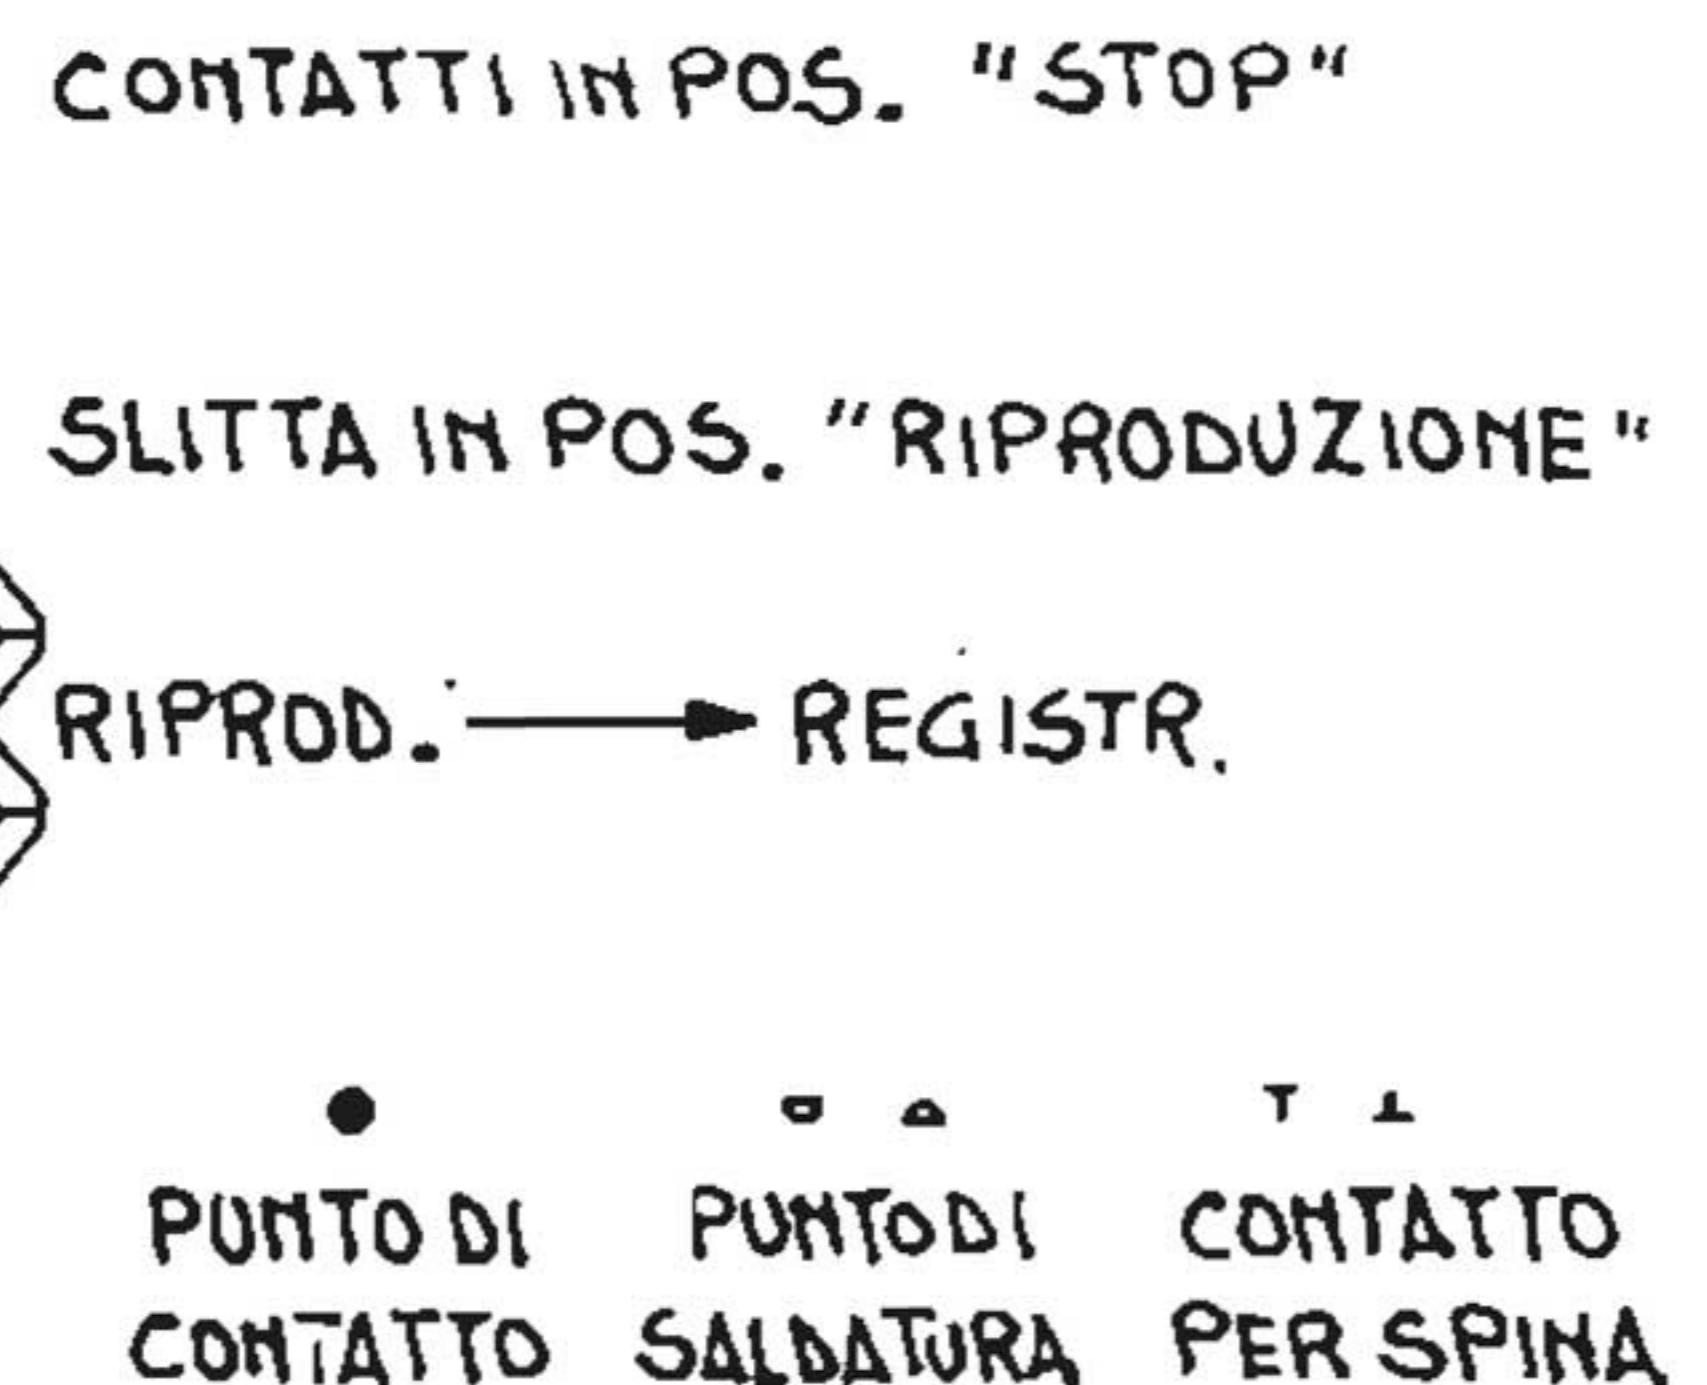 CONTATTI IN POS. "STOP"
SLITTA IN POS. "RIPRODUZIONE"
RIPROD. → REGISTR.
PUNTO DI PUNTO DI CONTATTO
CONTATTO SALDATURA PER SPINA